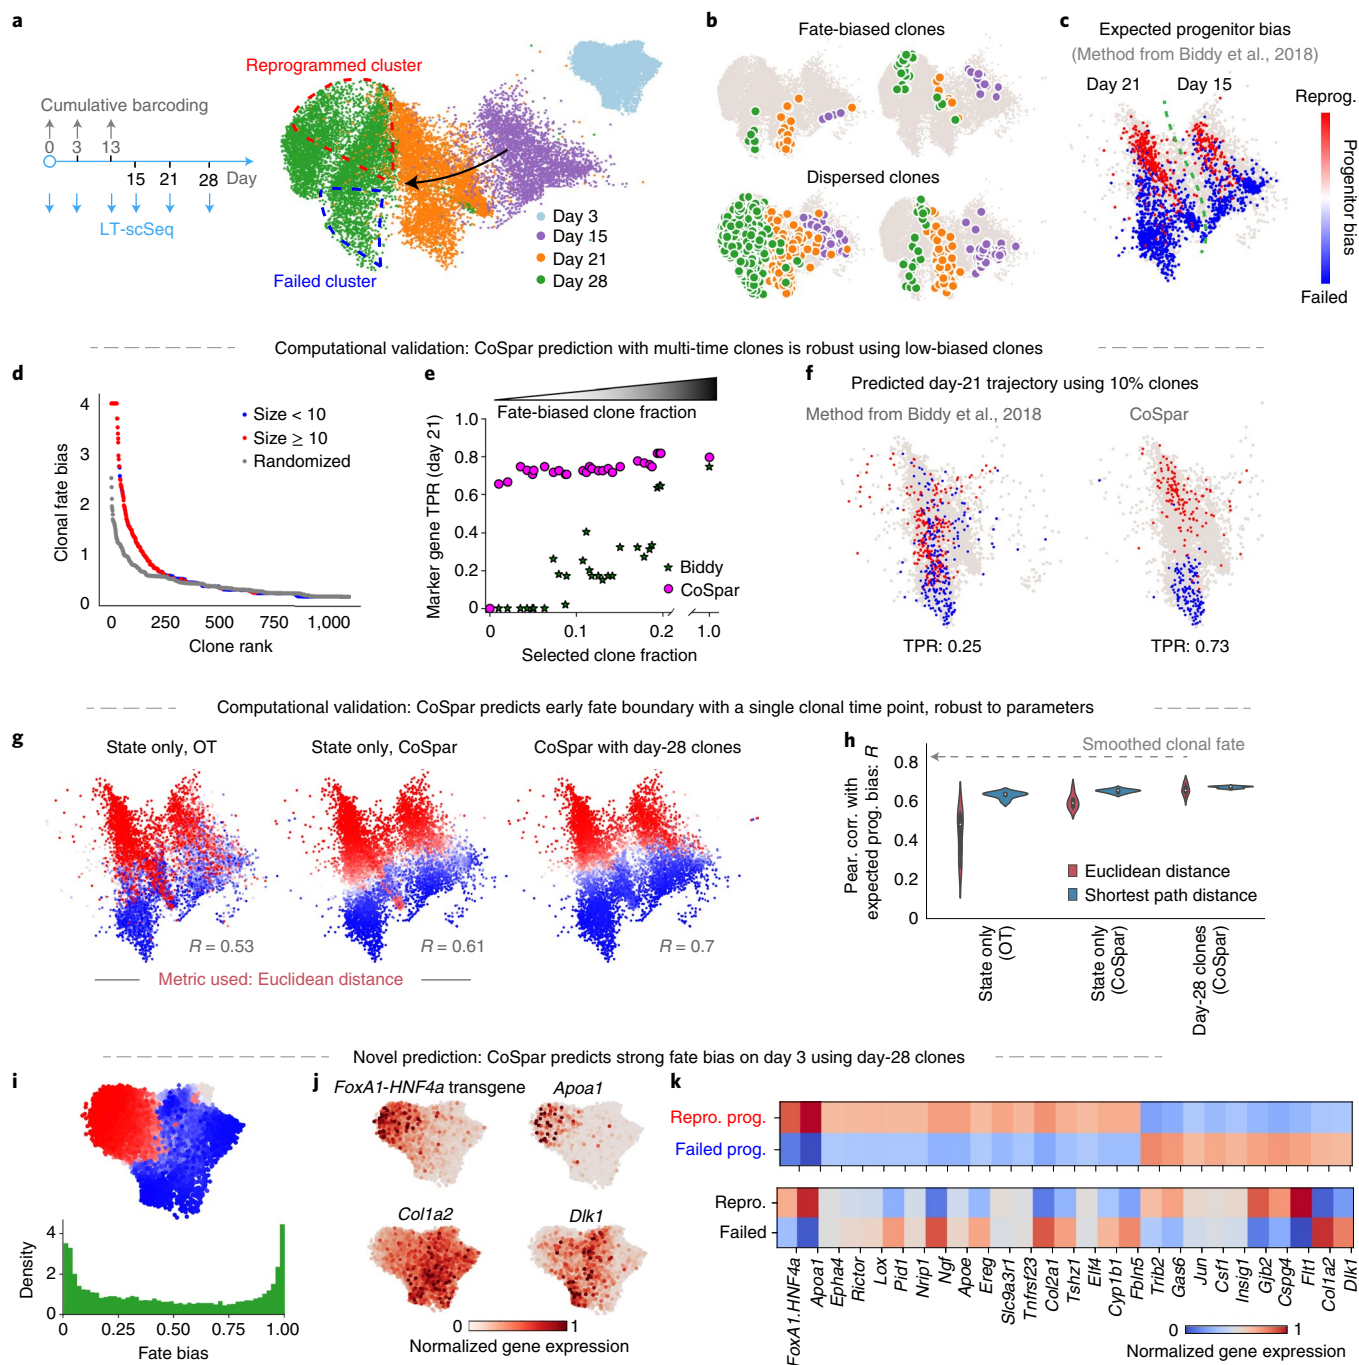 a
Reprogrammed cluster
Cumulative barcoding
0 3 13
15 21 28 Day
LT-scSeq
Failed cluster
Day 3
Day 15
Day 21
Day 28
b
Fate-biased clones
Dispersed clones
c
Expected progenitor bias
(Method from Biddy et al., 2018)
Day 21 Day 15
Reprog.
Progenitor bias
Failed
Computational validation: CoSpar prediction with multi-time clones is robust using low-biased clones
d
Clonal fate bias
4
3
2
1
0
Size < 10
Size ≥ 10
Randomized
0 250 500 750 1,000
Clone rank
e
Fate-biased clone fraction
Marker gene TPR (day 21)
1.0
0.8
0.6
0.4
0.2
0
Biddy
CoSpar
0 0.1 0.2 1.0
Selected clone fraction
f
Predicted day-21 trajectory using 10% clones
Method from Biddy et al., 2018
CoSpar
TPR: 0.25
TPR: 0.73
Computational validation: CoSpar predicts early fate boundary with a single clonal time point, robust to parameters
g
State only, OT
State only, CoSpar
CoSpar with day-28 clones
R = 0.53
R = 0.61
R = 0.7
Metric used: Euclidean distance
h
Smoothed clonal fate
Pear. corr. with
expected prog. bias: R
0.8
0.6
0.4
0.2
0
Euclidean distance
Shortest path distance
State only
(OT)
State only
(CoSpar)
Day-28 clones
(CoSpar)
Novel prediction: CoSpar predicts strong fate bias on day 3 using day-28 clones
i
Density
4
2
0
0 0.25 0.50 0.75 1.00
Fate bias
j
FoxA1-HNF4a transgene
Apoa1
Col1a2
Dlk1
0 1
Normalized gene expression
k
Repro. prog.
Failed prog.
Repro.
Failed
FoxA1.HNF4a
Apoa1
Epha4
Rictor
Lox
Pid1
Nrip1
Ngf
Apoe
Ereg
Slc9a3r1
Tnfrsf23
Col2a1
Tshz1
Elf4
Cyp1b1
Fbln5
Trib2
Gas6
Jun
Csf1
Insig1
Gjb2
Cspg4
Flt1
Col1a2
Dlk1
0 1
Normalized gene expression